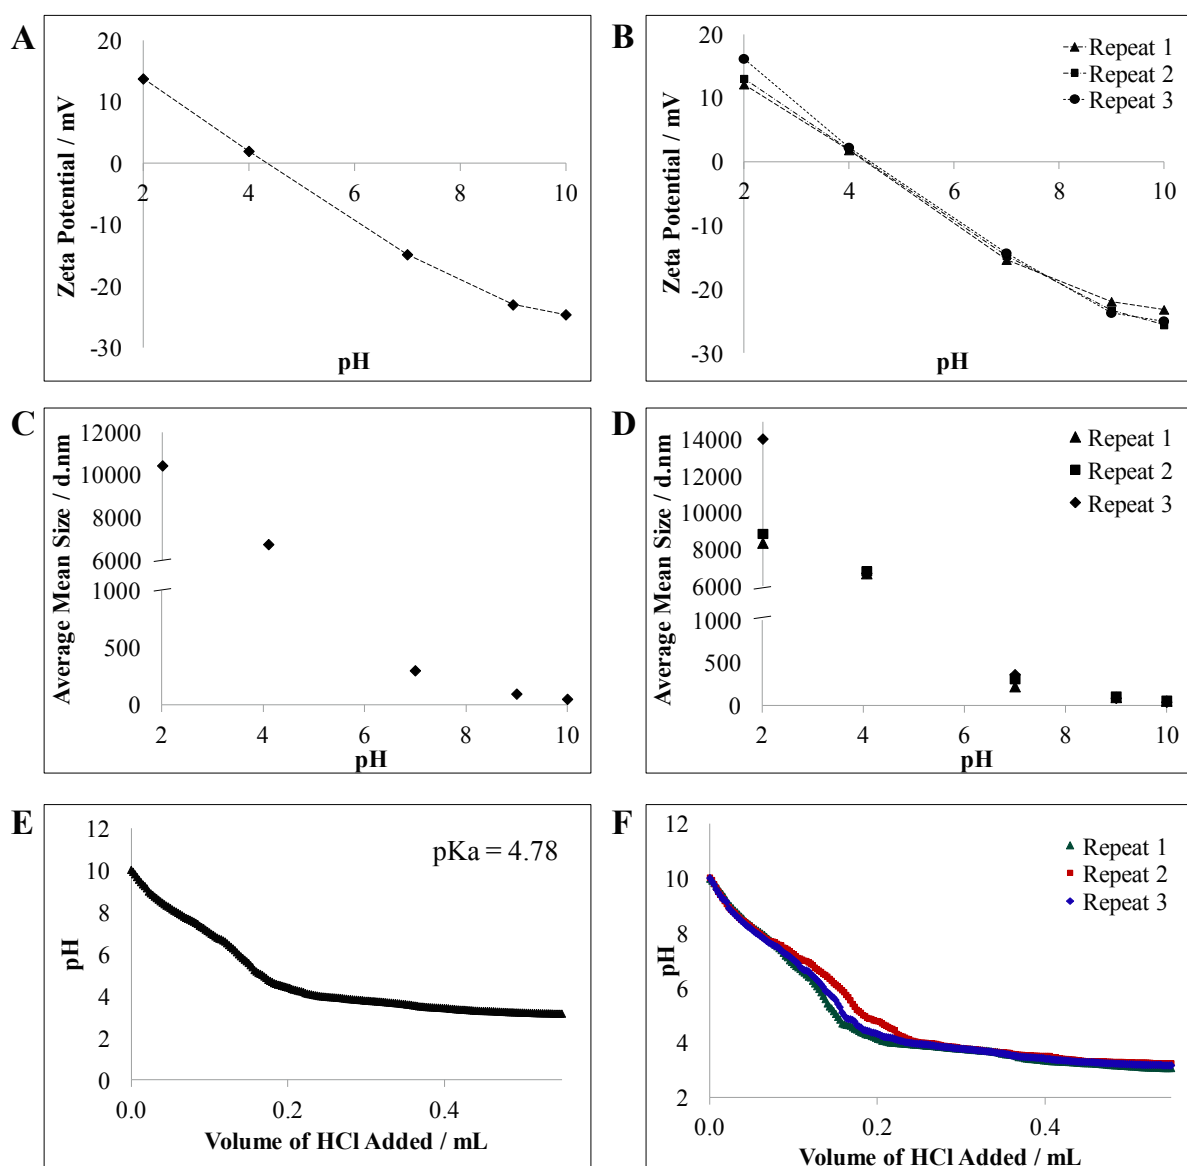 A
20
10
0
-10
-20
-30
2
4
6
8
10
Zeta Potential / mV
pH
B
20
10
0
-10
-20
-30
2
4
6
8
10
Zeta Potential / mV
pH
Repeat 1
Repeat 2
Repeat 3
C
12000
10000
8000
6000
1000
500
0
2
4
6
8
10
Average Mean Size / d.nm
pH
D
14000
12000
10000
8000
6000
1000
500
0
2
4
6
8
10
Average Mean Size / d.nm
pH
Repeat 1
Repeat 2
Repeat 3
E
12
10
8
6
4
2
0
0.0
0.2
0.4
pH
Volume of HCl Added / mL
pKa = 4.78
F
12
10
8
6
4
2
0.0
0.2
0.4
pH
Volume of HCl Added / mL
Repeat 1
Repeat 2
Repeat 3